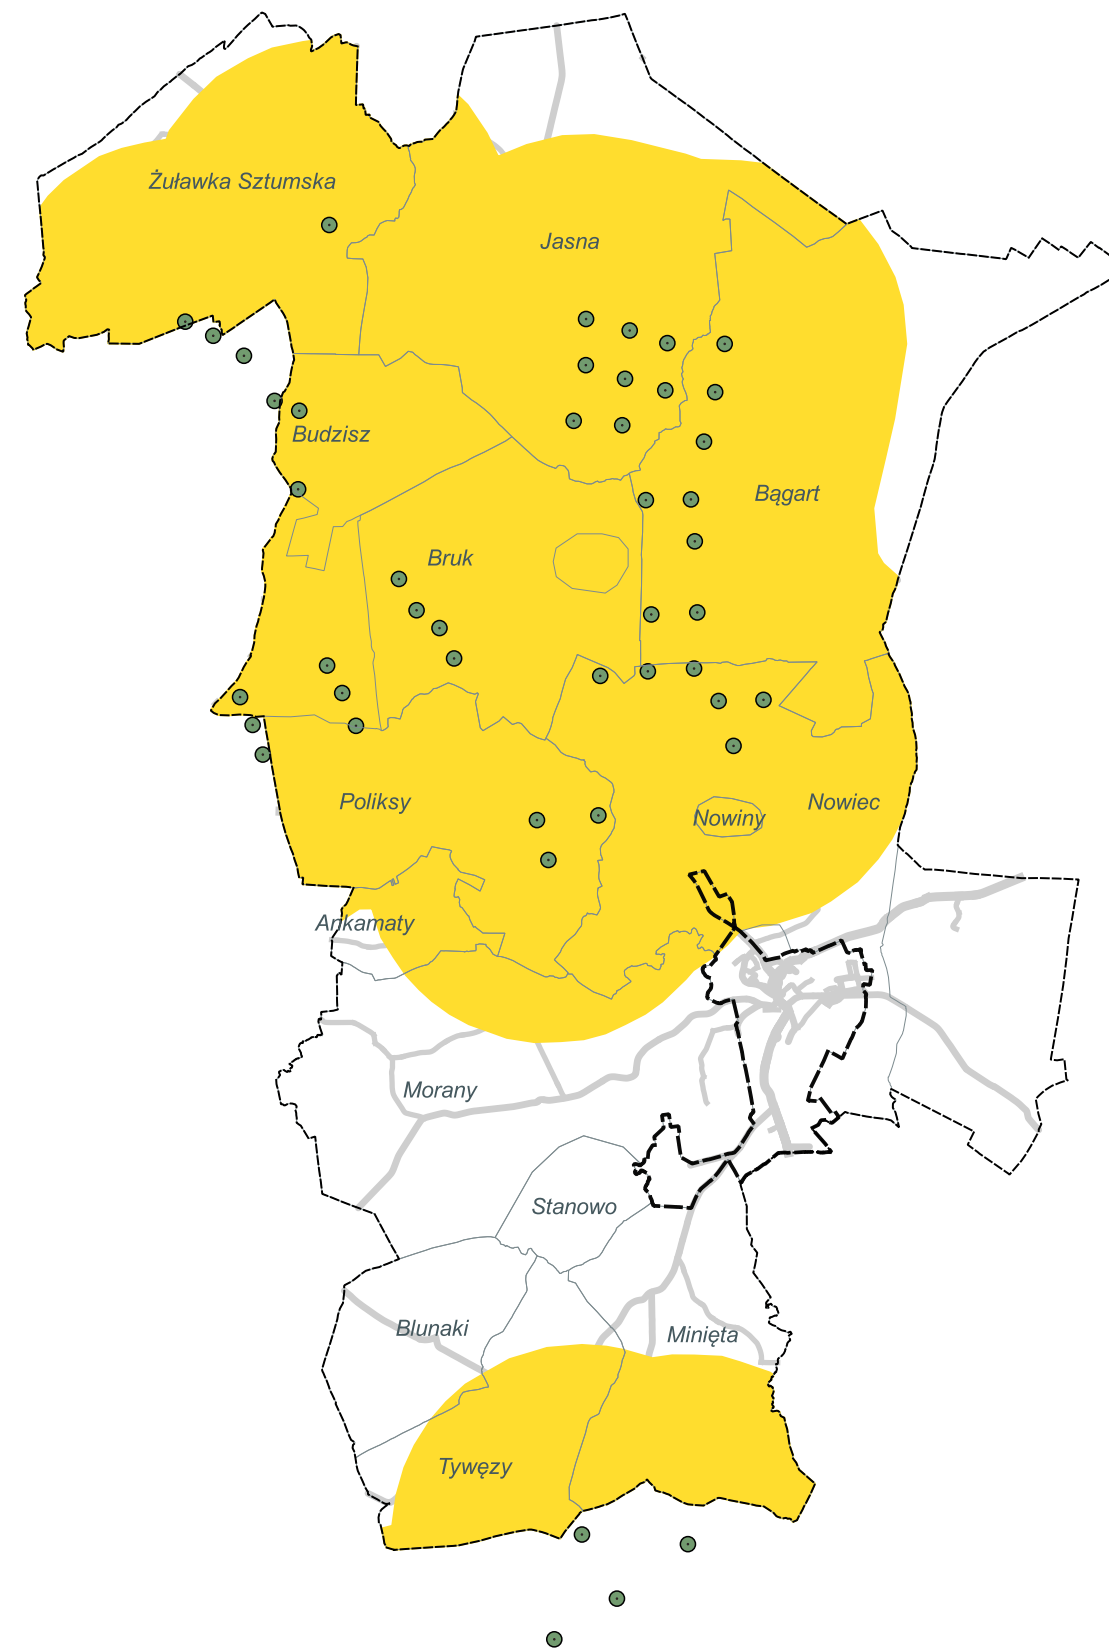 Żuławka Sztumska
Jasna
Budzisz
Bągart
Bruk
Poliksy
Nowiec
Nowiny
Ankamaty
Morany
Stanowo
Blunaki
Minięta
Tywęzy